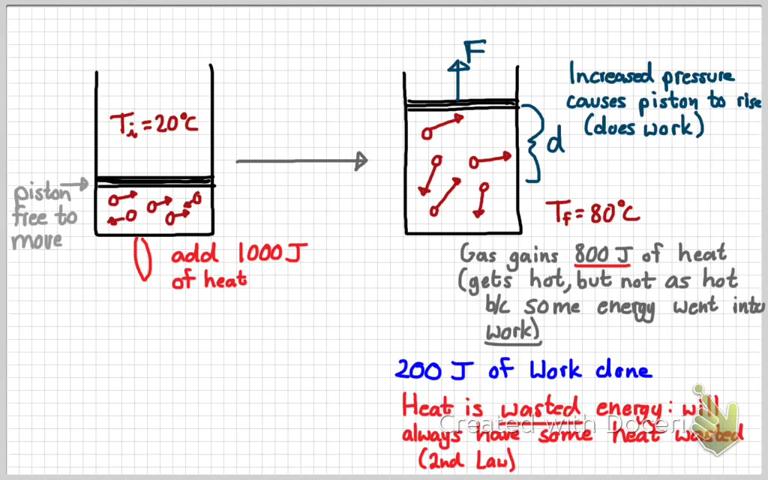 F
Increased pressure
causes piston to rise
(does work)
Ti = 20°C
d
piston
free to
move
Tf = 80°C
add 1000 J
of heat
Gas gains 800 J of heat
(gets hot, but not as hot
b/c some energy went into
work)
200 J of Work done
Heat is wasted energy: will
always have some heat wasted
(2nd Law)
Created with Doceri